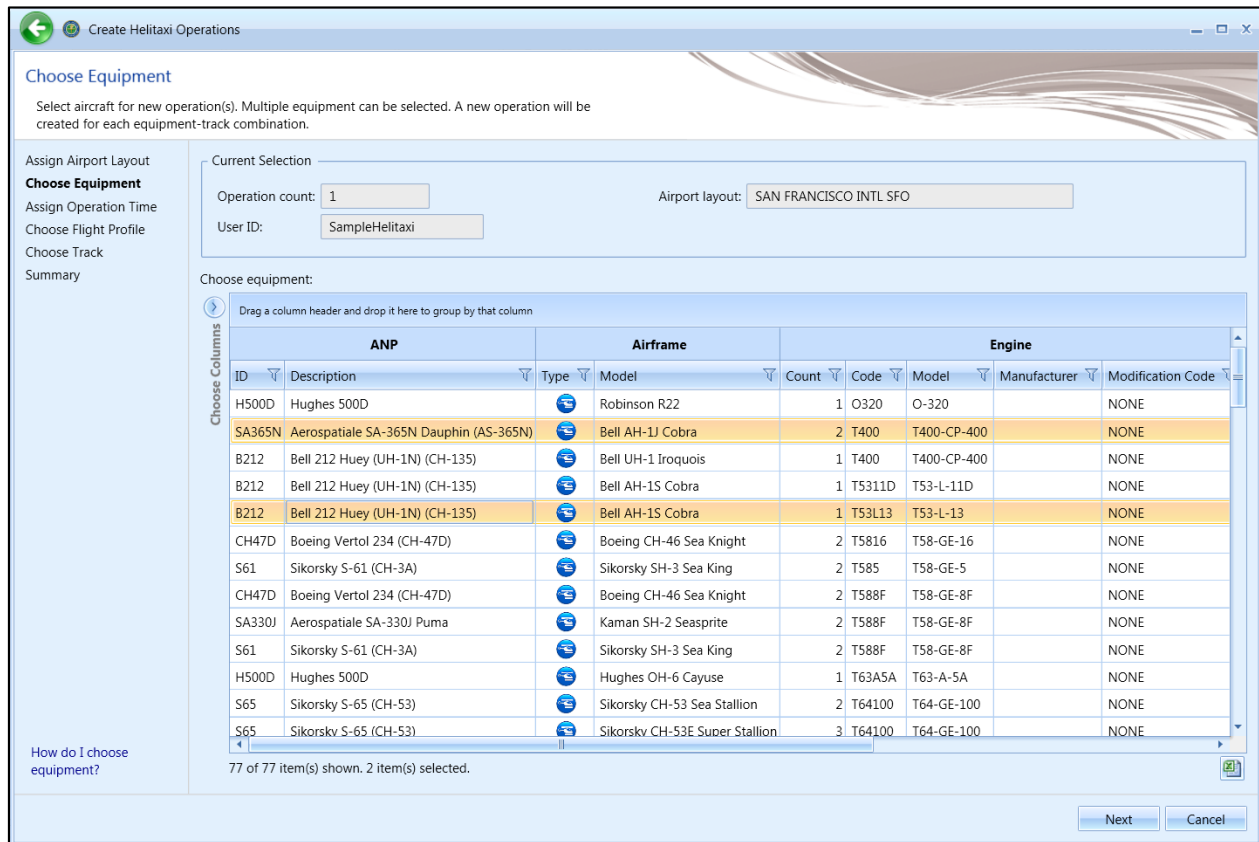 Create Helitaxi Operations
Choose Equipment
Select aircraft for new operation(s). Multiple equipment can be selected. A new operation will be
created for each equipment-track combination.
Assign Airport Layout
Choose Equipment
Assign Operation Time
Choose Flight Profile
Choose Track
Summary
How do I choose
equipment?
Current Selection
Operation count: 1 Airport layout: SAN FRANCISCO INTL SFO
User ID: SampleHelitaxi
Choose equipment:
Choose Columns
Drag a column header and drop it here to group by that column
ANP Airframe Engine
ID Description Type Model Count Code Model Manufacturer Modification Code
H500D Hughes 500D Robinson R22 1 O320 O-320 NONE
SA365N Aerospatiale SA-365N Dauphin (AS-365N) Bell AH-1J Cobra 2 T400 T400-CP-400 NONE
B212 Bell 212 Huey (UH-1N) (CH-135) Bell UH-1 Iroquois 1 T400 T400-CP-400 NONE
B212 Bell 212 Huey (UH-1N) (CH-135) Bell AH-1S Cobra 1 T5311D T53-L-11D NONE
B212 Bell 212 Huey (UH-1N) (CH-135) Bell AH-1S Cobra 1 T53L13 T53-L-13 NONE
CH47D Boeing Vertol 234 (CH-47D) Boeing CH-46 Sea Knight 2 T5816 T58-GE-16 NONE
S61 Sikorsky S-61 (CH-3A) Sikorsky SH-3 Sea King 2 T585 T58-GE-5 NONE
CH47D Boeing Vertol 234 (CH-47D) Boeing CH-46 Sea Knight 2 T588F T58-GE-8F NONE
SA330J Aerospatiale SA-330J Puma Kaman SH-2 Seasprite 2 T588F T58-GE-8F NONE
S61 Sikorsky S-61 (CH-3A) Sikorsky SH-3 Sea King 2 T588F T58-GE-8F NONE
H500D Hughes 500D Hughes OH-6 Cayuse 1 T63A5A T63-A-5A NONE
S65 Sikorsky S-65 (CH-53) Sikorsky CH-53 Sea Stallion 2 T64100 T64-GE-100 NONE
S65 Sikorsky S-65 (CH-53) Sikorsky CH-53E Super Stallion 3 T64100 T64-GE-100 NONE
77 of 77 item(s) shown. 2 item(s) selected.
Next Cancel